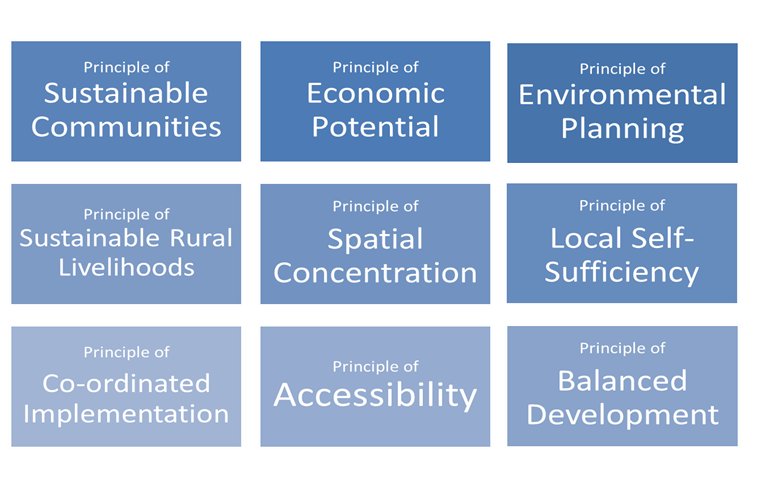 Principle of
Sustainable
Communities
Principle of
Economic
Potential
Principle of
Environmental
Planning
Principle of
Sustainable Rural
Livelihoods
Principle of
Spatial
Concentration
Principle of
Local Self-
Sufficiency
Principle of
Co-ordinated
Implementation
Principle of
Accessibility
Principle of
Balanced
Development